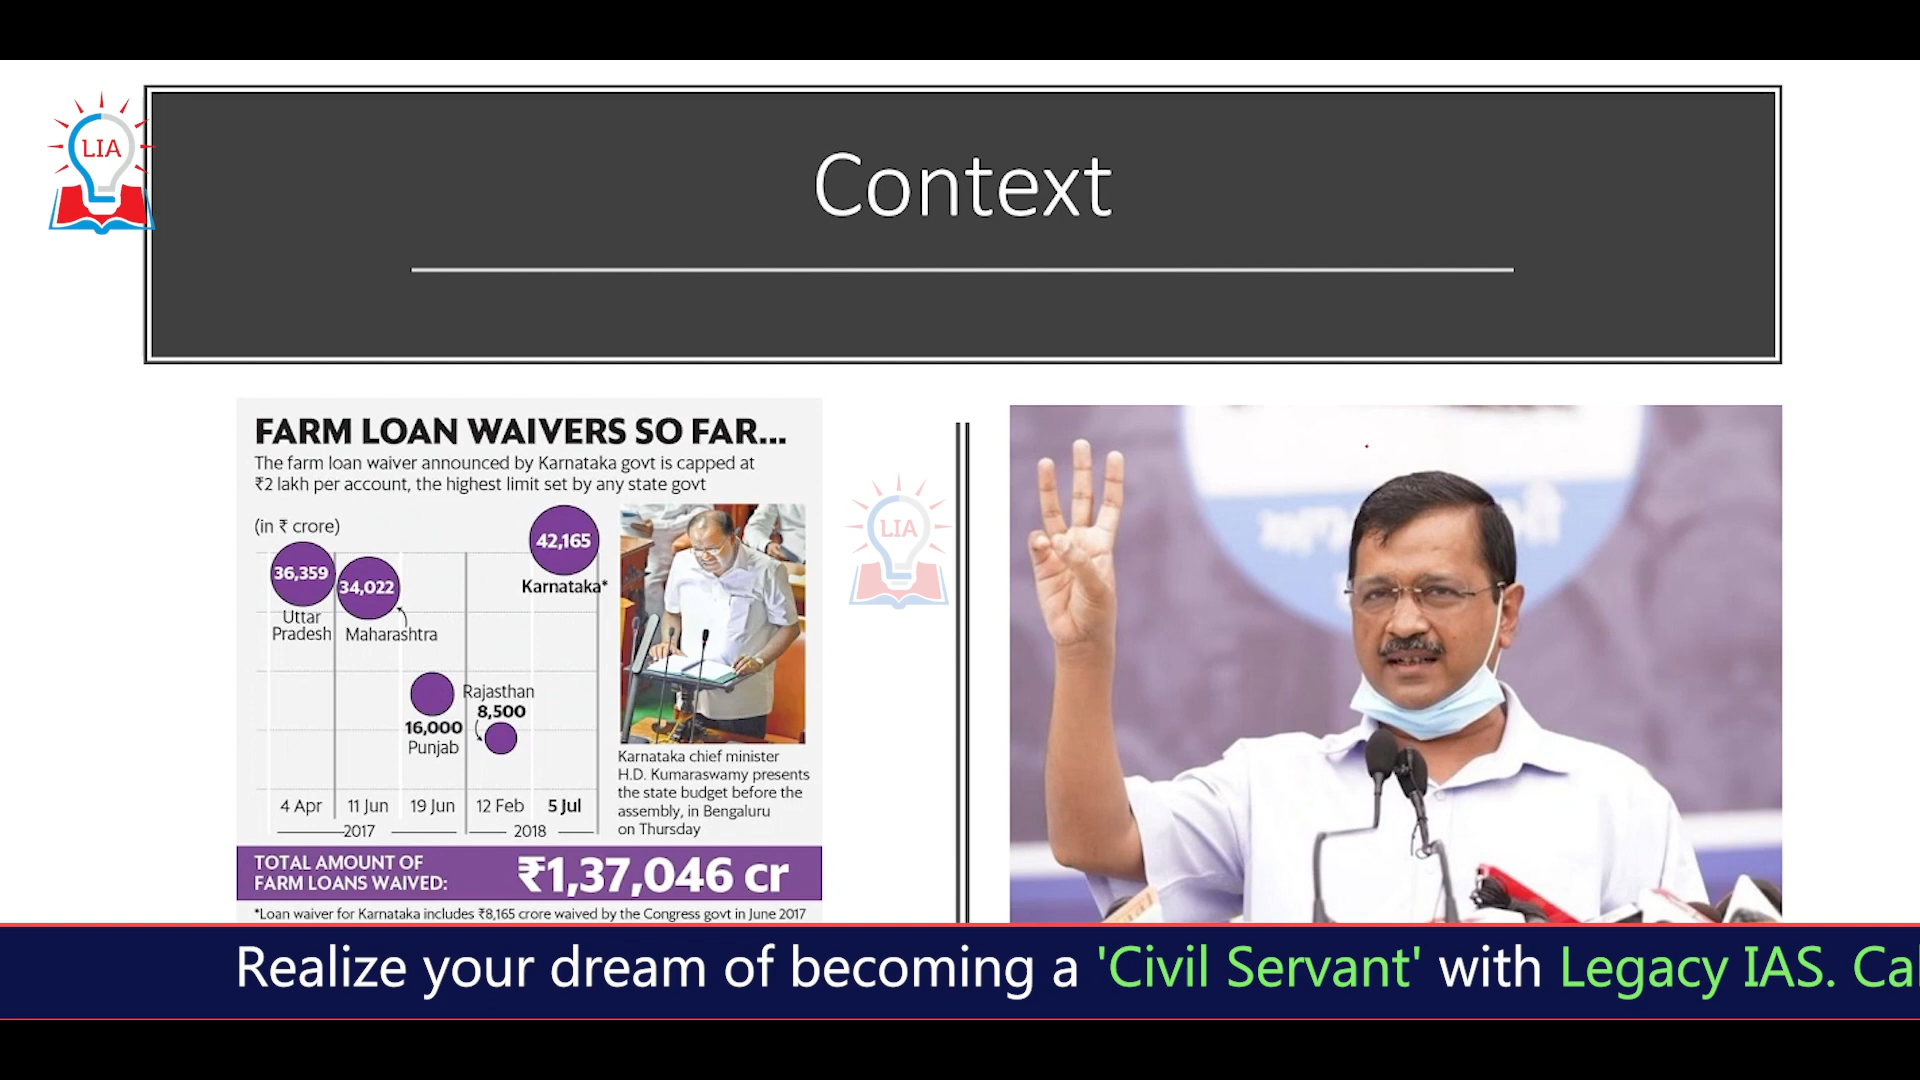 LIA
Context
FARM LOAN WAIVERS SO FAR...
The farm loan waiver announced by Karnataka govt is capped at
₹2 lakh per account, the highest limit set by any state govt
(in ₹ crore)
36,359
Uttar
Pradesh
34,022
Maharashtra
16,000
Punjab
Rajasthan
8,500
42,165
Karnataka*
4 Apr 11 Jun 19 Jun 12 Feb 5 Jul
2017 2018
Karnataka chief minister
H.D. Kumaraswamy presents
the state budget before the
assembly, in Bengaluru
on Thursday
TOTAL AMOUNT OF
FARM LOANS WAIVED:
₹1,37,046 cr
*Loan waiver for Karnataka includes ₹8,165 crore waived by the Congress govt in June 2017
LIA
Realize your dream of becoming a 'Civil Servant' with Legacy IAS. Cal